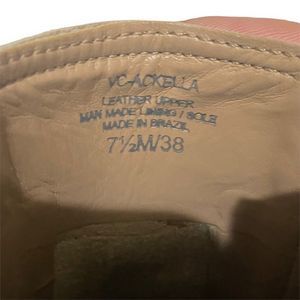 VC-ACKELLA
LEATHER UPPER
MAN MADE LINING / SOLE
MADE IN BRAZIL
7½M/38